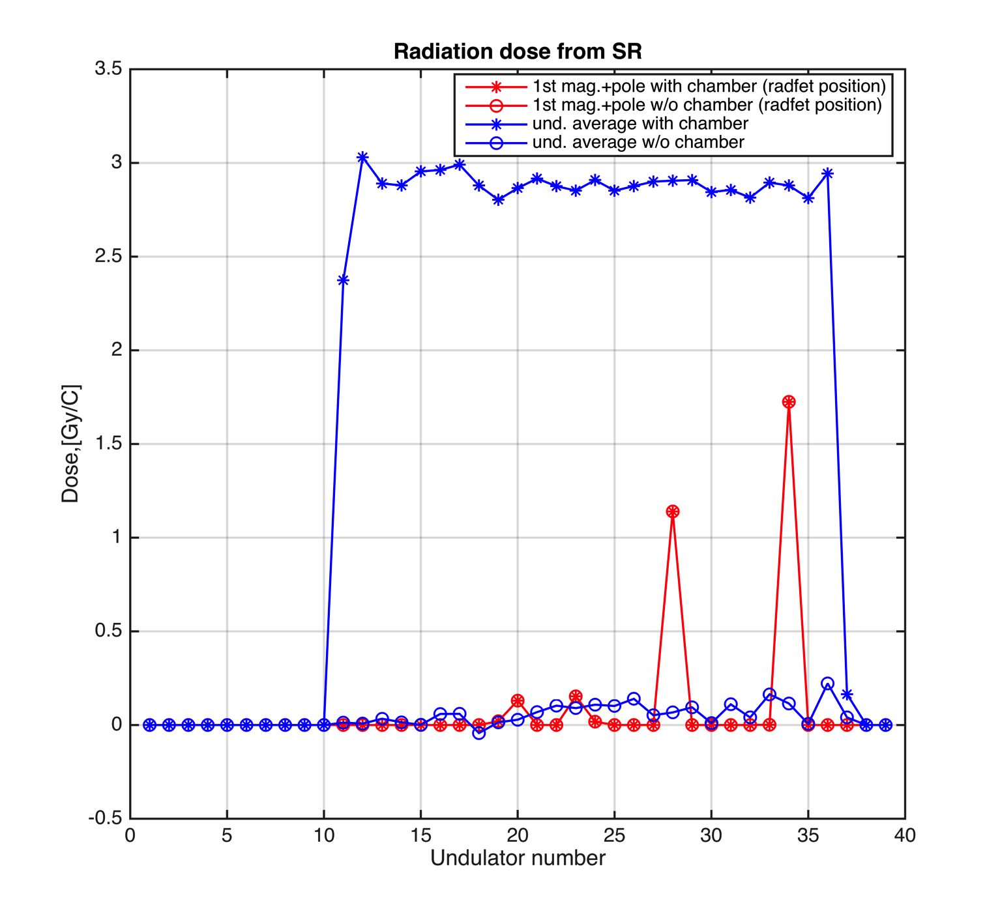 Radiation dose from SR
1st mag.+pole with chamber (radfet position)
1st mag.+pole w/o chamber (radfet position)
und. average with chamber
und. average w/o chamber
3.5
3
2.5
2
1.5
1
0.5
0
-0.5
Dose,[Gy/C]
0 5 10 15 20 25 30 35 40
Undulator number